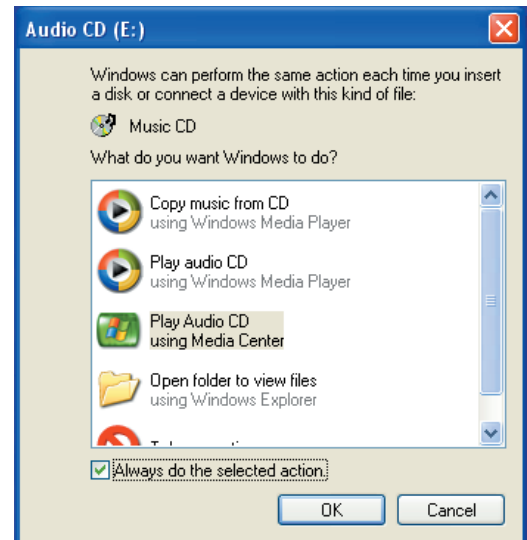 Audio CD (E:)
Windows can perform the same action each time you insert
a disk or connect a device with this kind of file:
Music CD
What do you want Windows to do?
Copy music from CD
using Windows Media Player
Play audio CD
using Windows Media Player
Play Audio CD
using Media Center
Open folder to view files
using Windows Explorer
Always do the selected action.
OK
Cancel